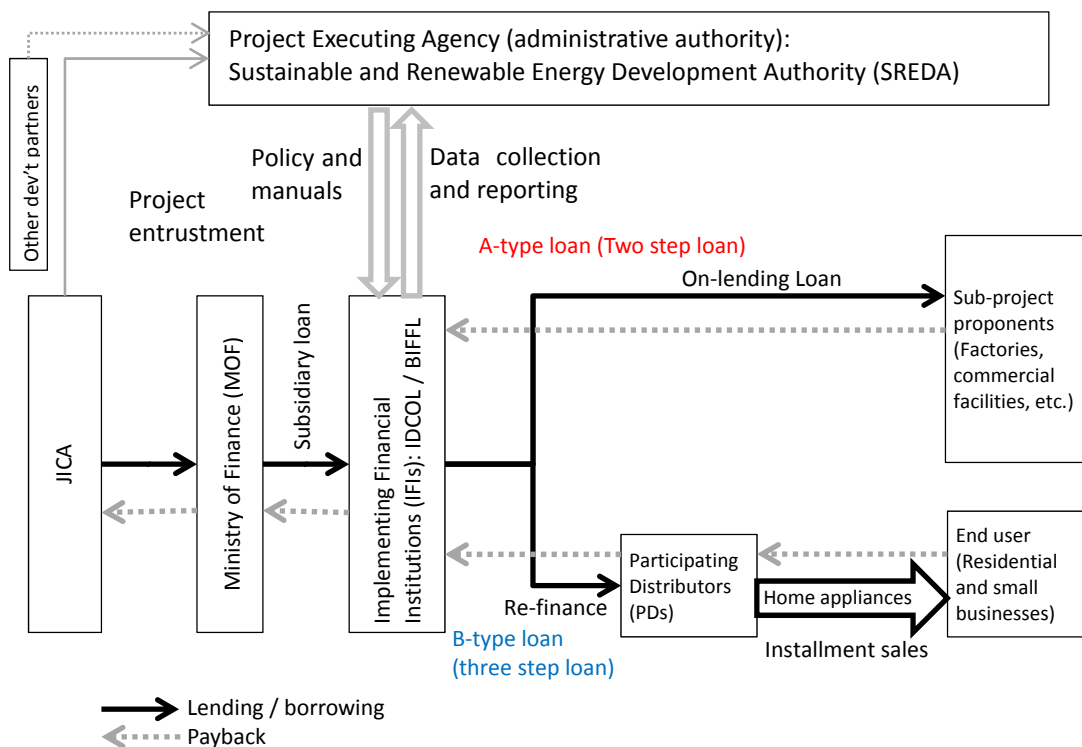 Project Executing Agency (administrative authority):
Sustainable and Renewable Energy Development Authority (SREDA)
Other dev't partners
Policy and
manuals
Data collection
and reporting
Project
entrustment
A-type loan (Two step loan)
On-lending Loan
JICA
Ministry of Finance (MOF)
Subsidiary loan
Implementing Financial
Institutions (IFIs): IDCOL / BIFFL
Sub-project
proponents
(Factories,
commercial
facilities, etc.)
Re-finance
B-type loan
(three step loan)
Participating
Distributors
(PDs)
Home appliances
Installment sales
End user
(Residential
and small
businesses)
Lending / borrowing
Payback